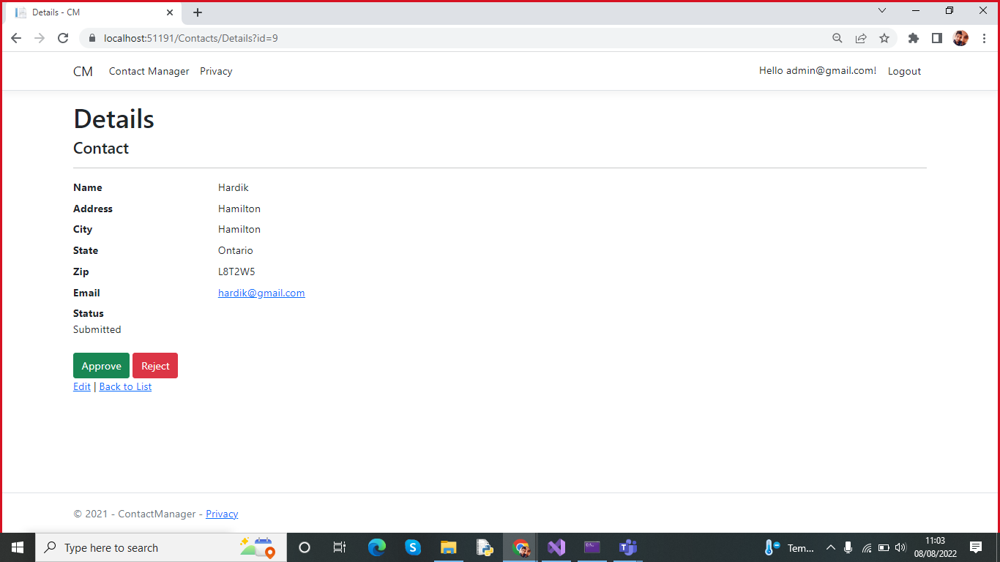 Details - CM
localhost:51191/Contacts/Details?id=9
CM Contact Manager Privacy Hello admin@gmail.com! Logout
Details
Contact
Name Hardik
Address Hamilton
City Hamilton
State Ontario
Zip L8T2W5
Email hardik@gmail.com
Status
Submitted
Approve Reject
Edit | Back to List
© 2021 - ContactManager - Privacy
Type here to search Tem... 11:03
08/08/2022